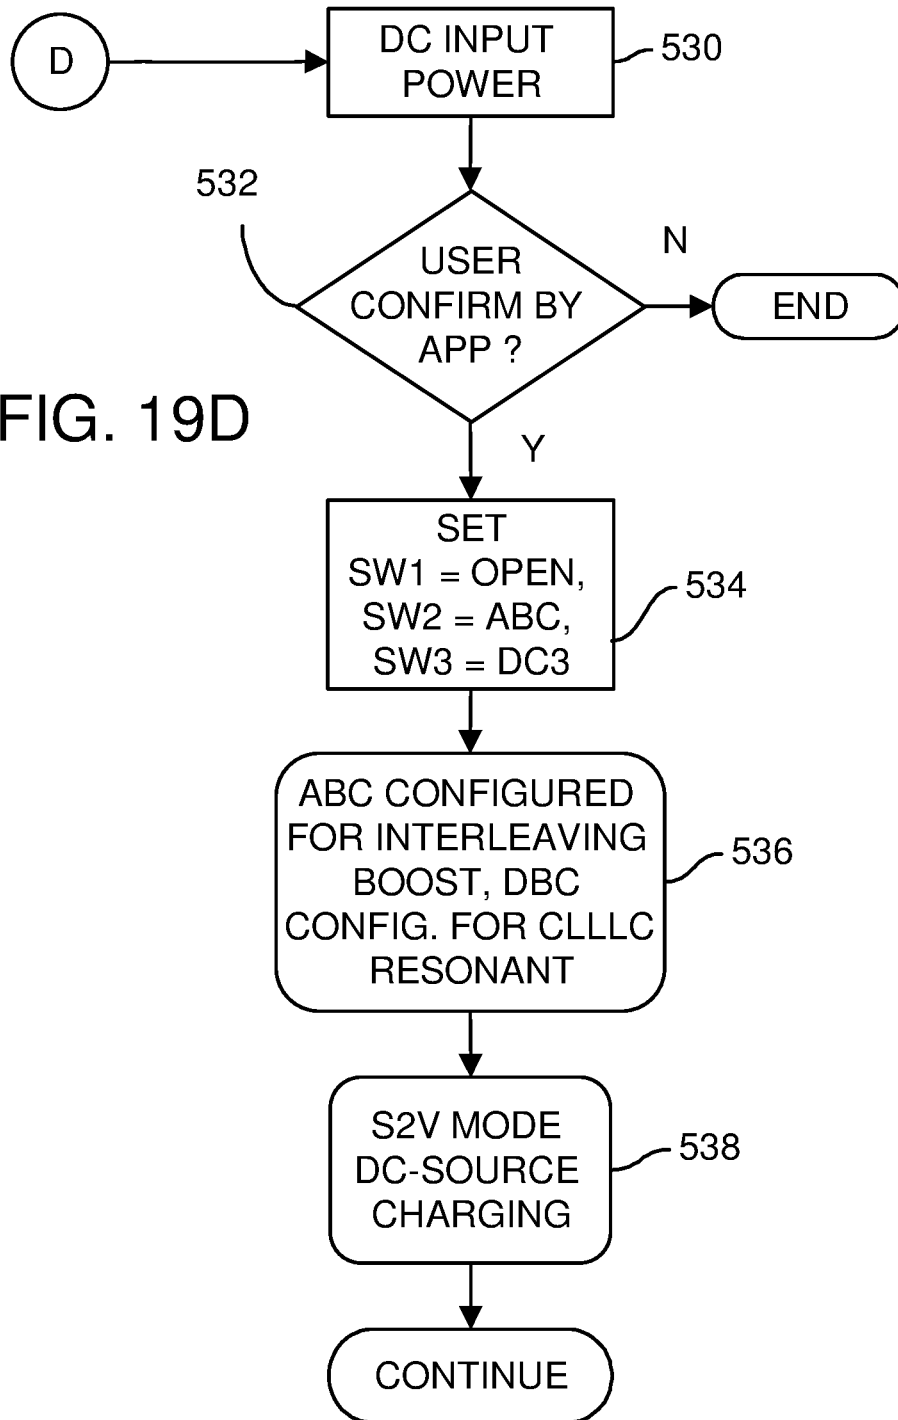 D
DC INPUT
POWER
530
532
USER
CONFIRM BY
APP ?
N
END
FIG. 19D
Y
SET
SW1 = OPEN,
SW2 = ABC,
SW3 = DC3
534
ABC CONFIGURED
FOR INTERLEAVING
BOOST, DBC
CONFIG. FOR CLLLC
RESONANT
536
S2V MODE
DC-SOURCE
CHARGING
538
CONTINUE